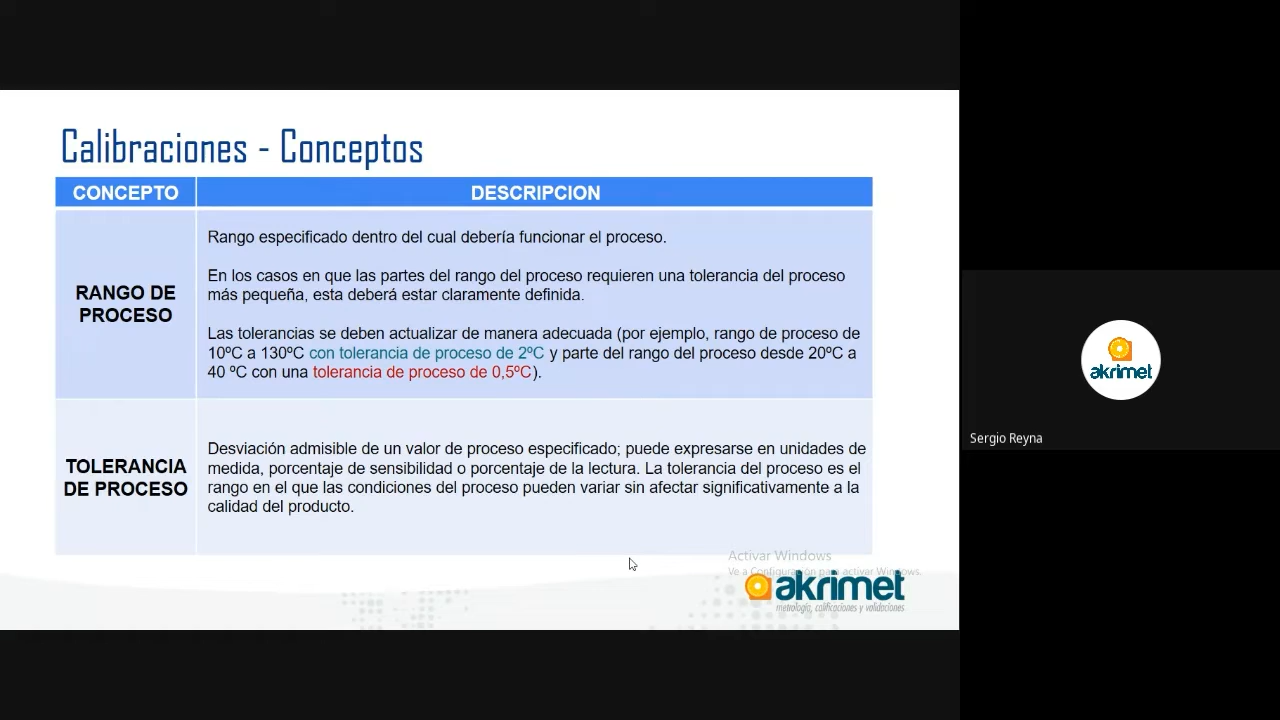 Calibraciones - Conceptos
CONCEPTO
DESCRIPCION
RANGO DE
PROCESO
Rango especificado dentro del cual debería funcionar el proceso.
En los casos en que las partes del rango del proceso requieren una tolerancia del proceso
más pequeña, esta deberá estar claramente definida.
Las tolerancias se deben actualizar de manera adecuada (por ejemplo, rango de proceso de
10ºC a 130ºC con tolerancia de proceso de 2ºC y parte del rango del proceso desde 20ºC a
40 ºC con una tolerancia de proceso de 0,5ºC).
TOLERANCIA
DE PROCESO
Desviación admisible de un valor de proceso especificado; puede expresarse en unidades de
medida, porcentaje de sensibilidad o porcentaje de la lectura. La tolerancia del proceso es el
rango en el que las condiciones del proceso pueden variar sin afectar significativamente a la
calidad del producto.
Activar Windows
Ve a Configuración para activar Windows.
akrimet
metrología, calificaciones y validaciones
akrimet
Sergio Reyna